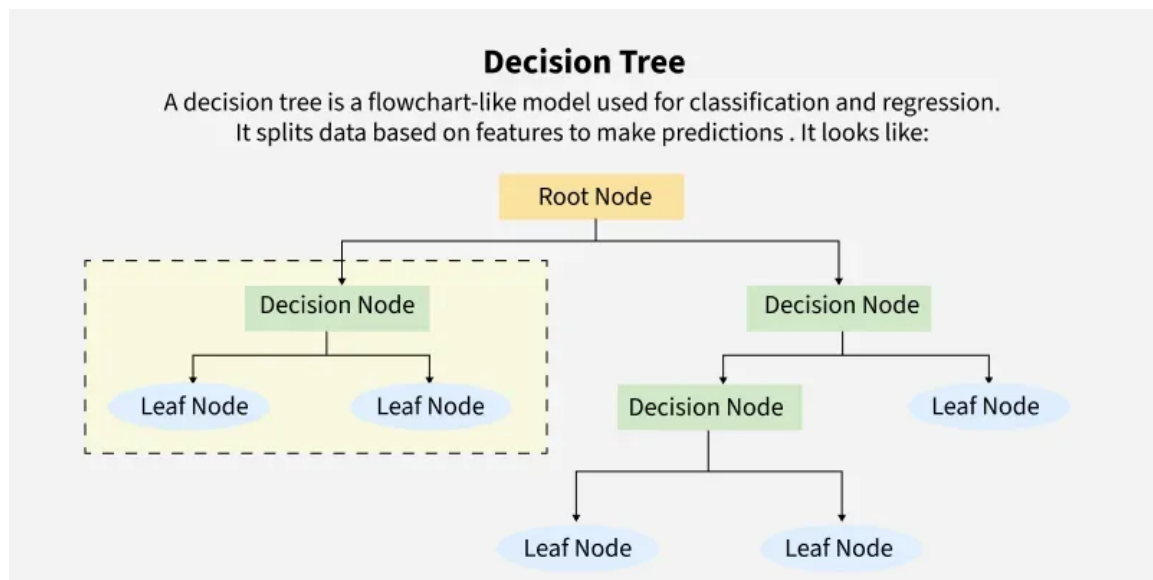 Decision Tree
A decision tree is a flowchart-like model used for classification and regression.
It splits data based on features to make predictions . It looks like:
Root Node
Decision Node
Decision Node
Leaf Node
Leaf Node
Decision Node
Leaf Node
Leaf Node
Leaf Node